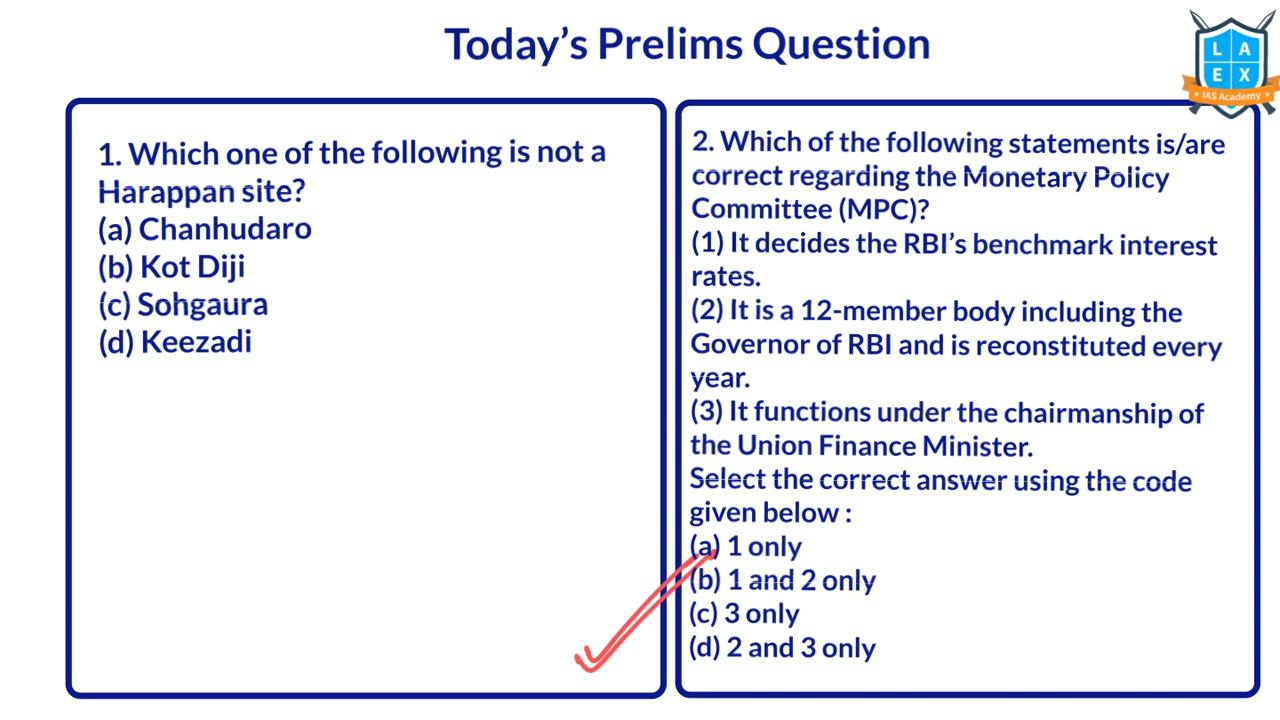 Today’s Prelims Question
L A
E X
IAS Academy
1. Which one of the following is not a
Harappan site?
(a) Chanhudaro
(b) Kot Diji
(c) Sohgaura
(d) Keezadi
2. Which of the following statements is/are
correct regarding the Monetary Policy
Committee (MPC)?
(1) It decides the RBI’s benchmark interest
rates.
(2) It is a 12-member body including the
Governor of RBI and is reconstituted every
year.
(3) It functions under the chairmanship of
the Union Finance Minister.
Select the correct answer using the code
given below :
(a) 1 only
(b) 1 and 2 only
(c) 3 only
(d) 2 and 3 only